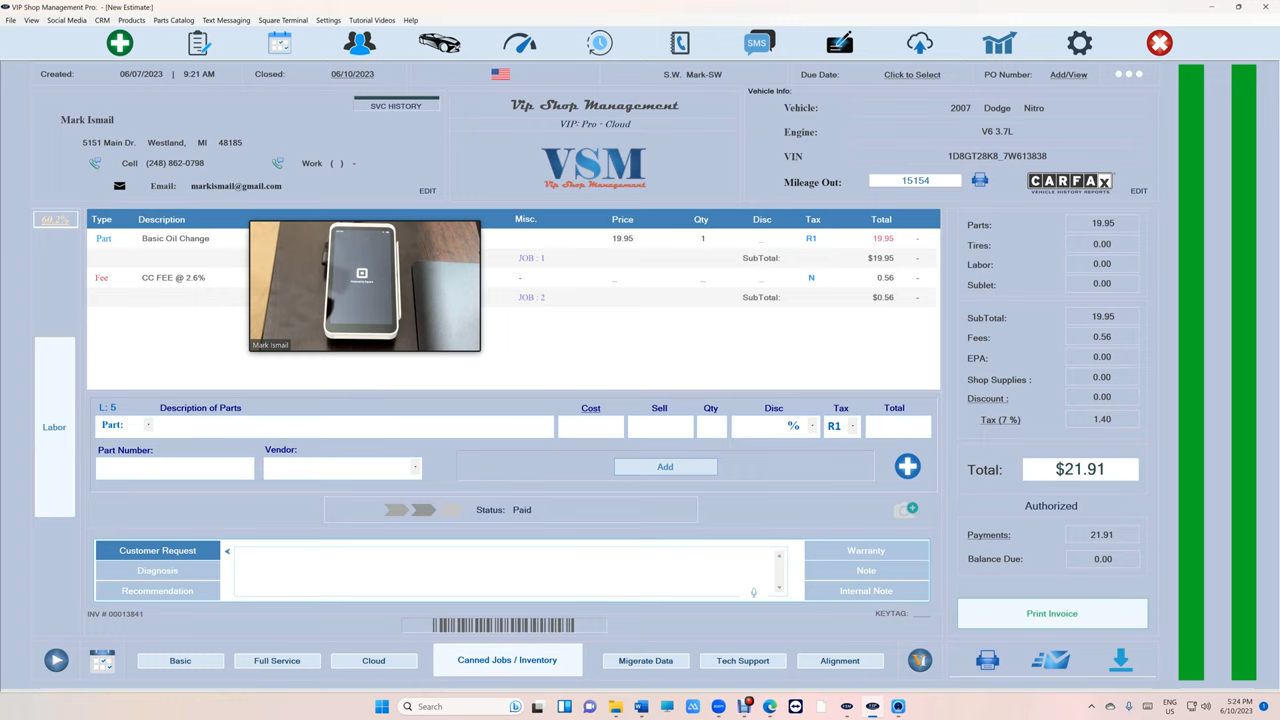 VIP Shop Management Pro: - [New Estimate:]
File View Social Media CRM Products Parts Catalog Text Messaging Square Terminal Settings Tutorial Videos Help
SMS
Created: 06/07/2023 | 9:21 AM Closed: 06/10/2023 S.W. Mark-SW Due Date: Click to Select PO Number: Add/View
Vehicle Info:
SVC HISTORY
Mark Ismail
5151 Main Dr. Westland, MI 48185
Cell (248) 862-0798 Work ( ) -
Email: markismail@gmail.com
EDIT
Vip Shop Management
VIP: Pro - Cloud
VSM
Vip Shop Management
Vehicle: 2007 Dodge Nitro
Engine: V6 3.7L
VIN 1D8GT28K8_7W613838
Mileage Out: 15154
CARFAX
VEHICLE HISTORY REPORTS
EDIT
60.2%
Type Description Misc. Price Qty Disc Tax Total
Part Basic Oil Change 19.95 1 _ R1 19.95 -
JOB : 1 SubTotal: $19.95 -
Fee CC FEE @ 2.6% - _ _ _ N 0.56 -
JOB : 2 SubTotal: $0.56 -
Mark Ismail
Labor
L: 5 Description of Parts Cost Sell Qty Disc Tax Total
Part: % R1
Part Number: Vendor:
Add
Status: Paid
Customer Request
Diagnosis
Recommendation
<
Warranty
Note
Internal Note
INV # 00013841
KEYTAG: ____
Parts: 19.95
Tires: 0.00
Labor: 0.00
Sublet: 0.00
SubTotal: 19.95
Fees: 0.56
EPA: 0.00
Shop Supplies : 0.00
Discount : 0.00
Tax (7 %) 1.40
Total: $21.91
Authorized
Payments: 21.91
Balance Due: 0.00
Print Invoice
Basic Full Service Cloud Canned Jobs / Inventory Migerate Data Tech Support Alignment
Search
ENG
US
5:24 PM
6/10/2023